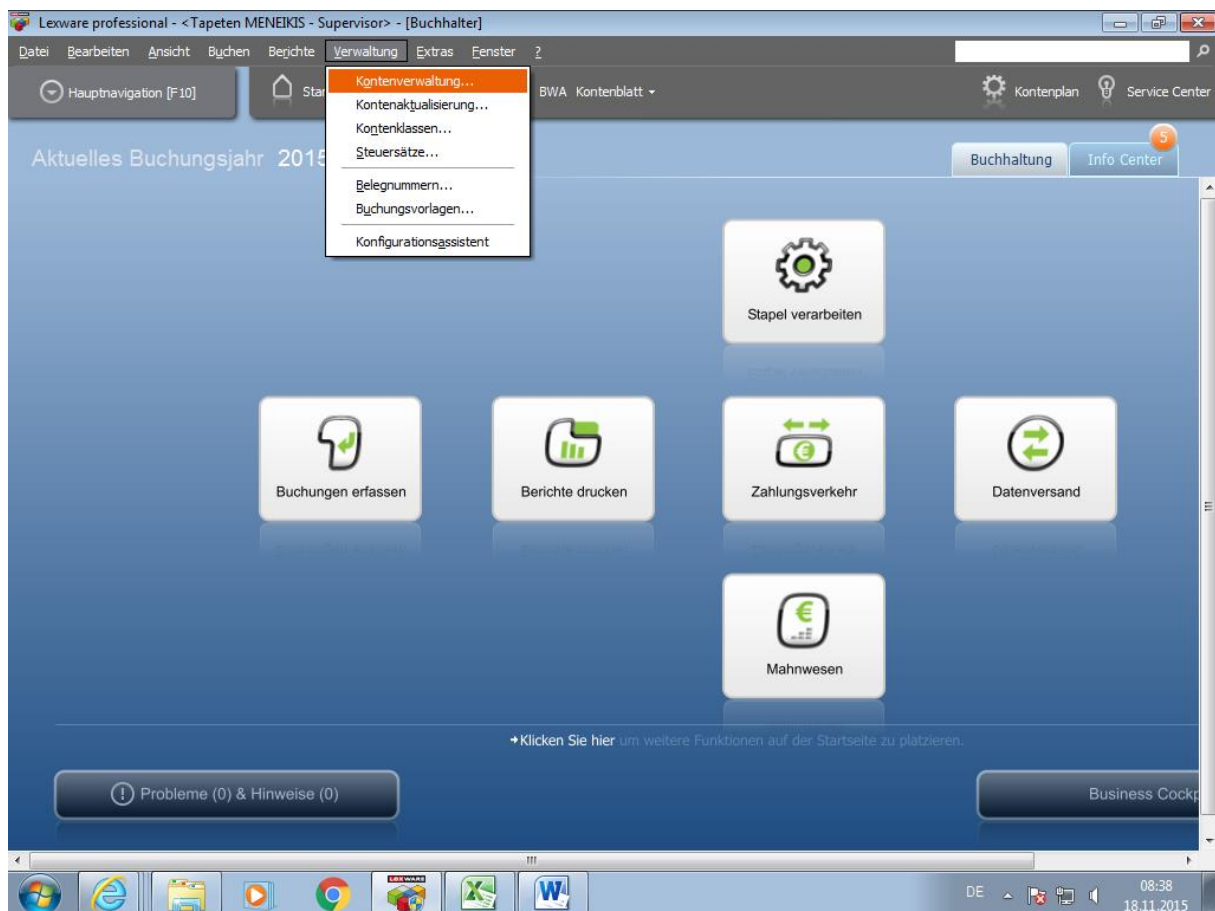 Lexware professional - <Tapeten MENEIKIS - Supervisor> - [Buchhalter]
Datei Bearbeiten Ansicht Buchen Berichte Verwaltung Extras Fenster ?
Hauptnavigation [F10]
Star
BWA Kontenblatt
Kontenplan
Service Center
Kontenverwaltung...
Kontenaktualisierung...
Kontenklassen...
Steuersätze...
Belegnummern...
Buchungsvorlagen...
Konfigurationsassistent
Aktuelles Buchungsjahr 2015
Buchhaltung
Info Center
5
Stapel verarbeiten
Buchungen erfassen
Berichte drucken
Zahlungsverkehr
Datenversand
Mahnwesen
Klicken Sie hier um weitere Funktionen auf der Startseite zu platzieren.
Probleme (0) & Hinweise (0)
Business Cockp
LEXWARE
DE
08:38
18.11.2015